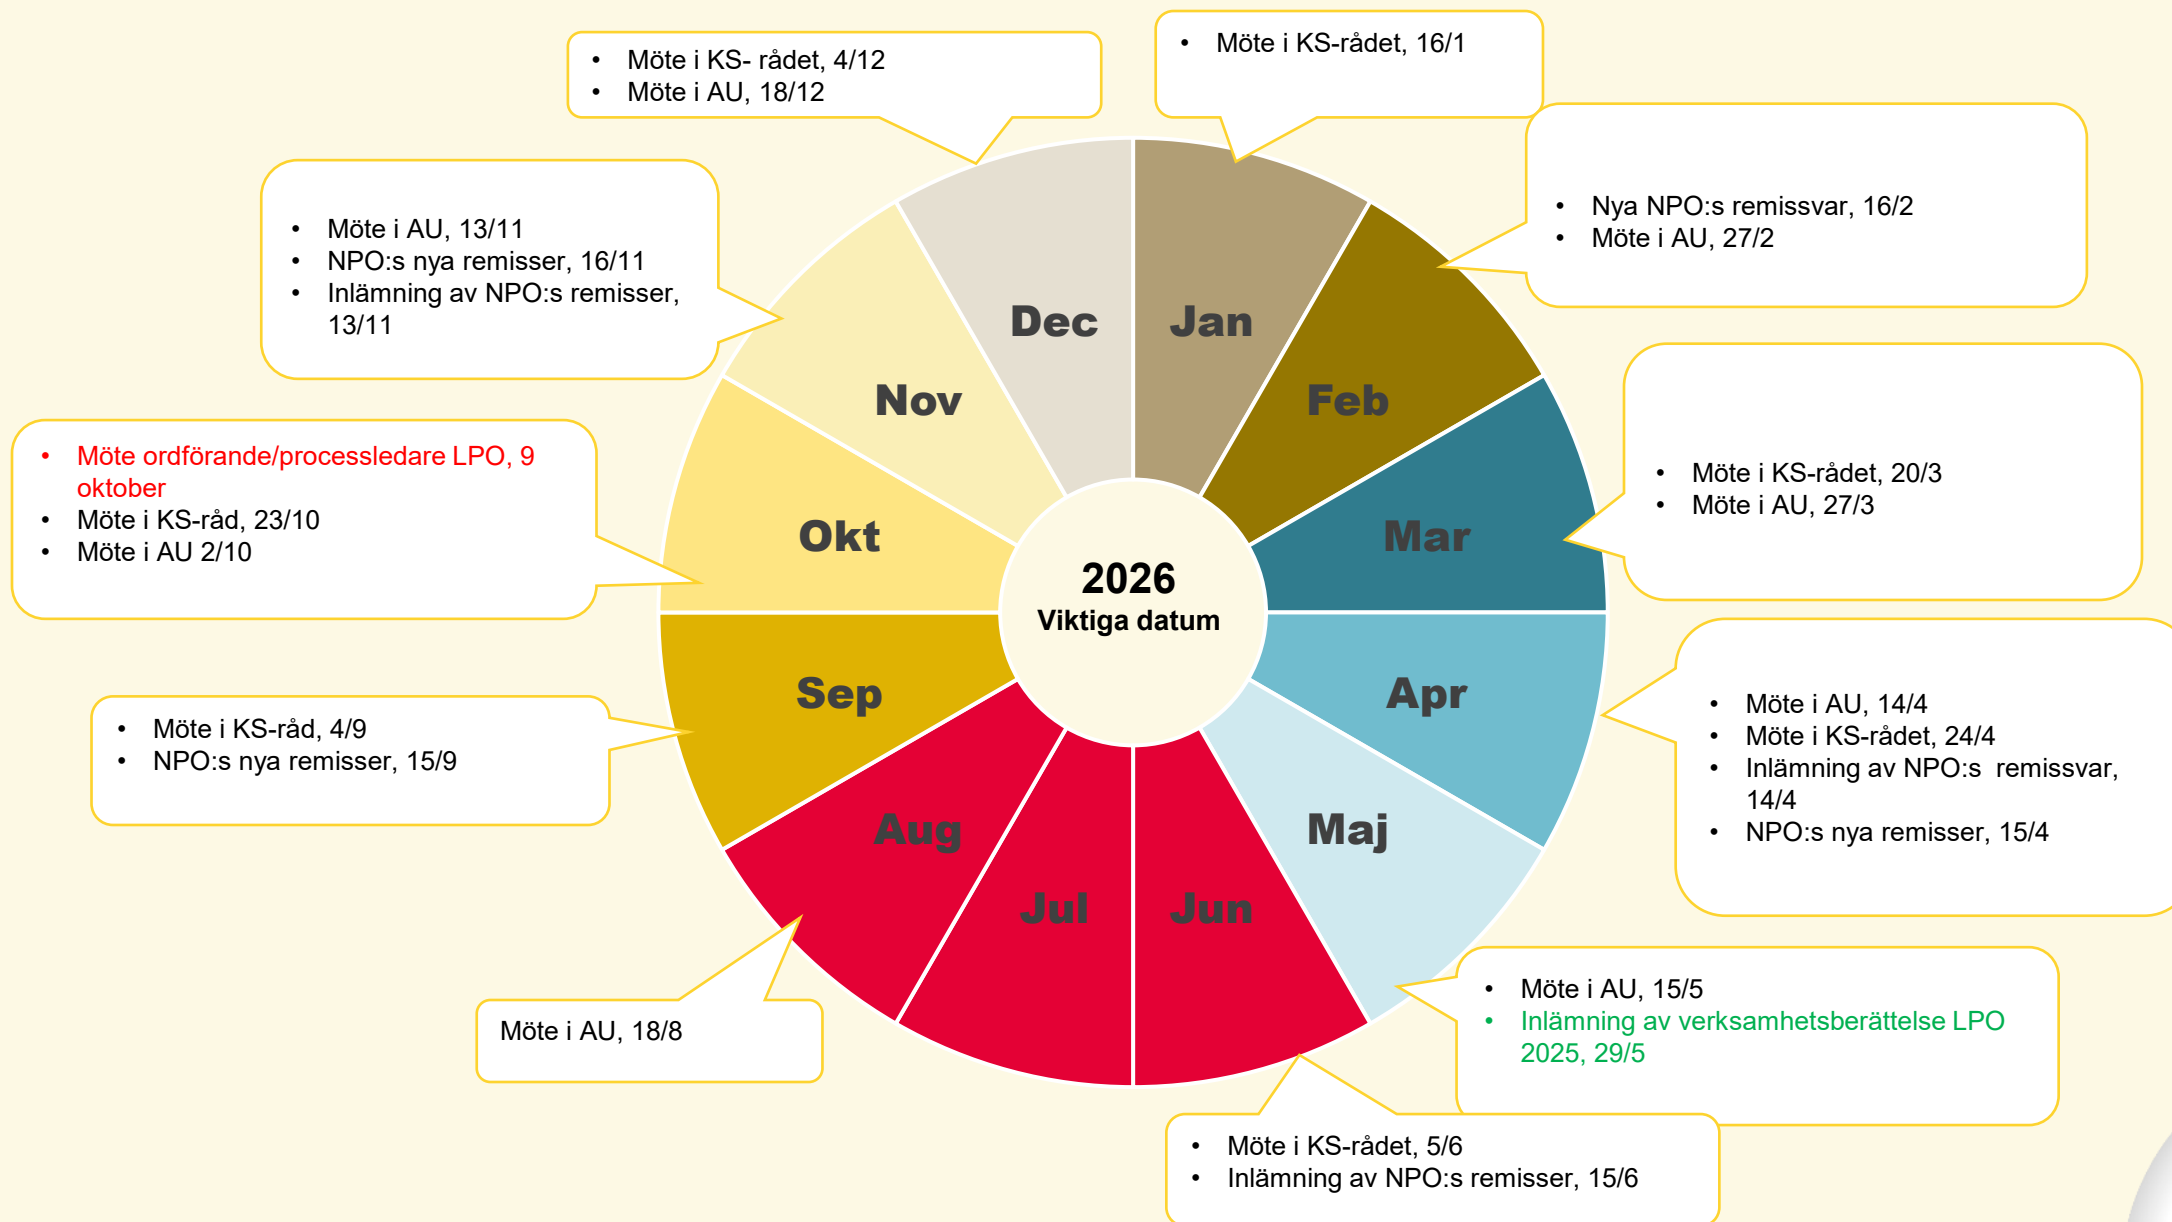 • Möte i KS-rådet, 16/1
• Nya NPO:s remissvar, 16/2
• Möte i AU, 27/2
• Möte i KS-rådet, 20/3
• Möte i AU, 27/3
• Möte i AU, 14/4
• Möte i KS-rådet, 24/4
• Inlämning av NPO:s  remissvar,
14/4
• NPO:s nya remisser, 15/4
• Möte i AU, 15/5
• Inlämning av verksamhetsberättelse LPO
2025, 29/5
• Möte i KS-rådet, 5/6
• Inlämning av NPO:s remisser, 15/6
Möte i AU, 18/8
• Möte i KS-råd, 4/9
• NPO:s nya remisser, 15/9
• Möte ordförande/processledare LPO, 9
oktober
• Möte i KS-råd, 23/10
• Möte i AU 2/10
• Möte i AU, 13/11
• NPO:s nya remisser, 16/11
• Inlämning av NPO:s remisser,
13/11
• Möte i KS- rådet, 4/12
• Möte i AU, 18/12
Jan
Feb
Mar
Apr
Maj
Jun
Jul
Aug
Sep
Okt
Nov
Dec
2026
Viktiga datum